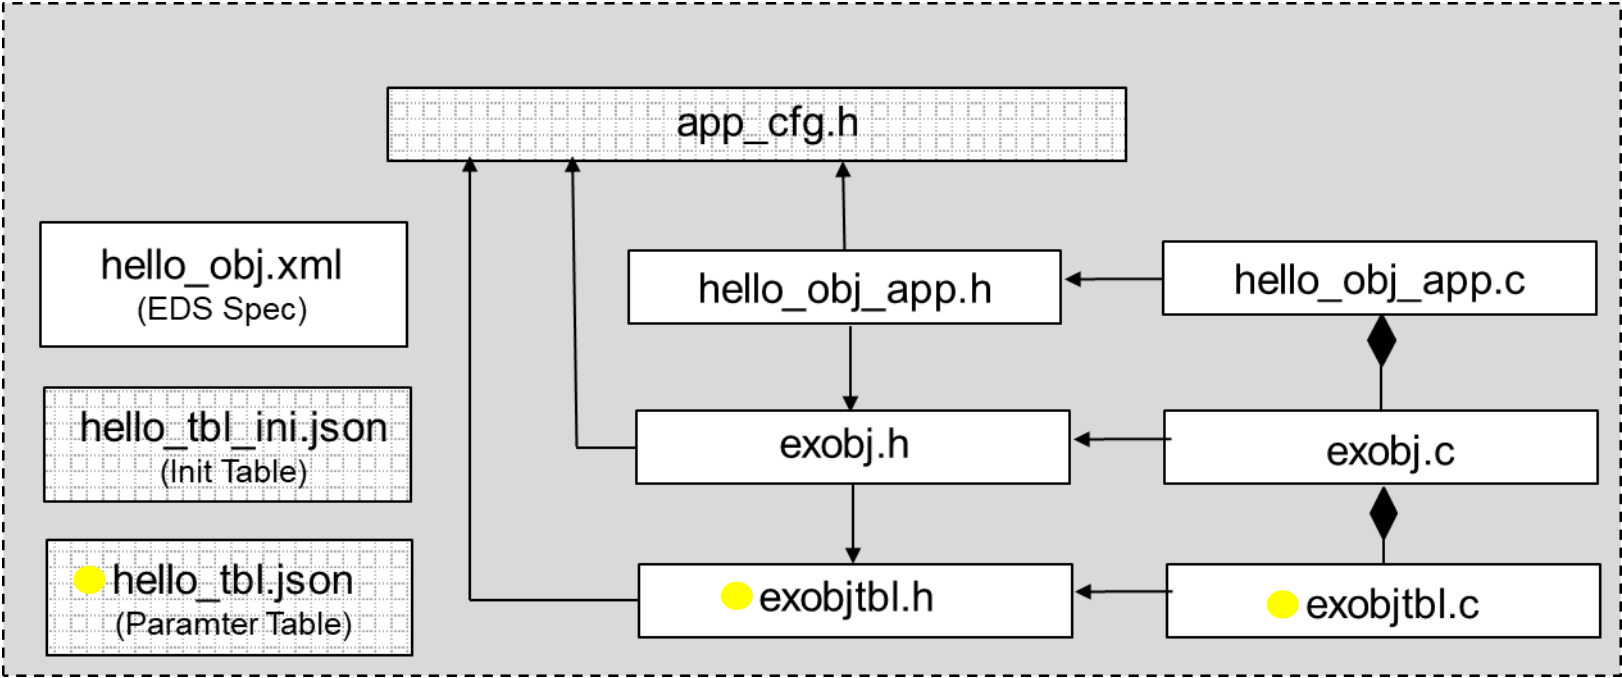 app_cfg.h
hello_obj.xml
(EDS Spec)
hello_obj_app.h
hello_obj_app.c
hello_tbl_ini.json
(Init Table)
exobj.h
exobj.c
hello_tbl.json
(Paramter Table)
exobjtbl.h
exobjtbl.c